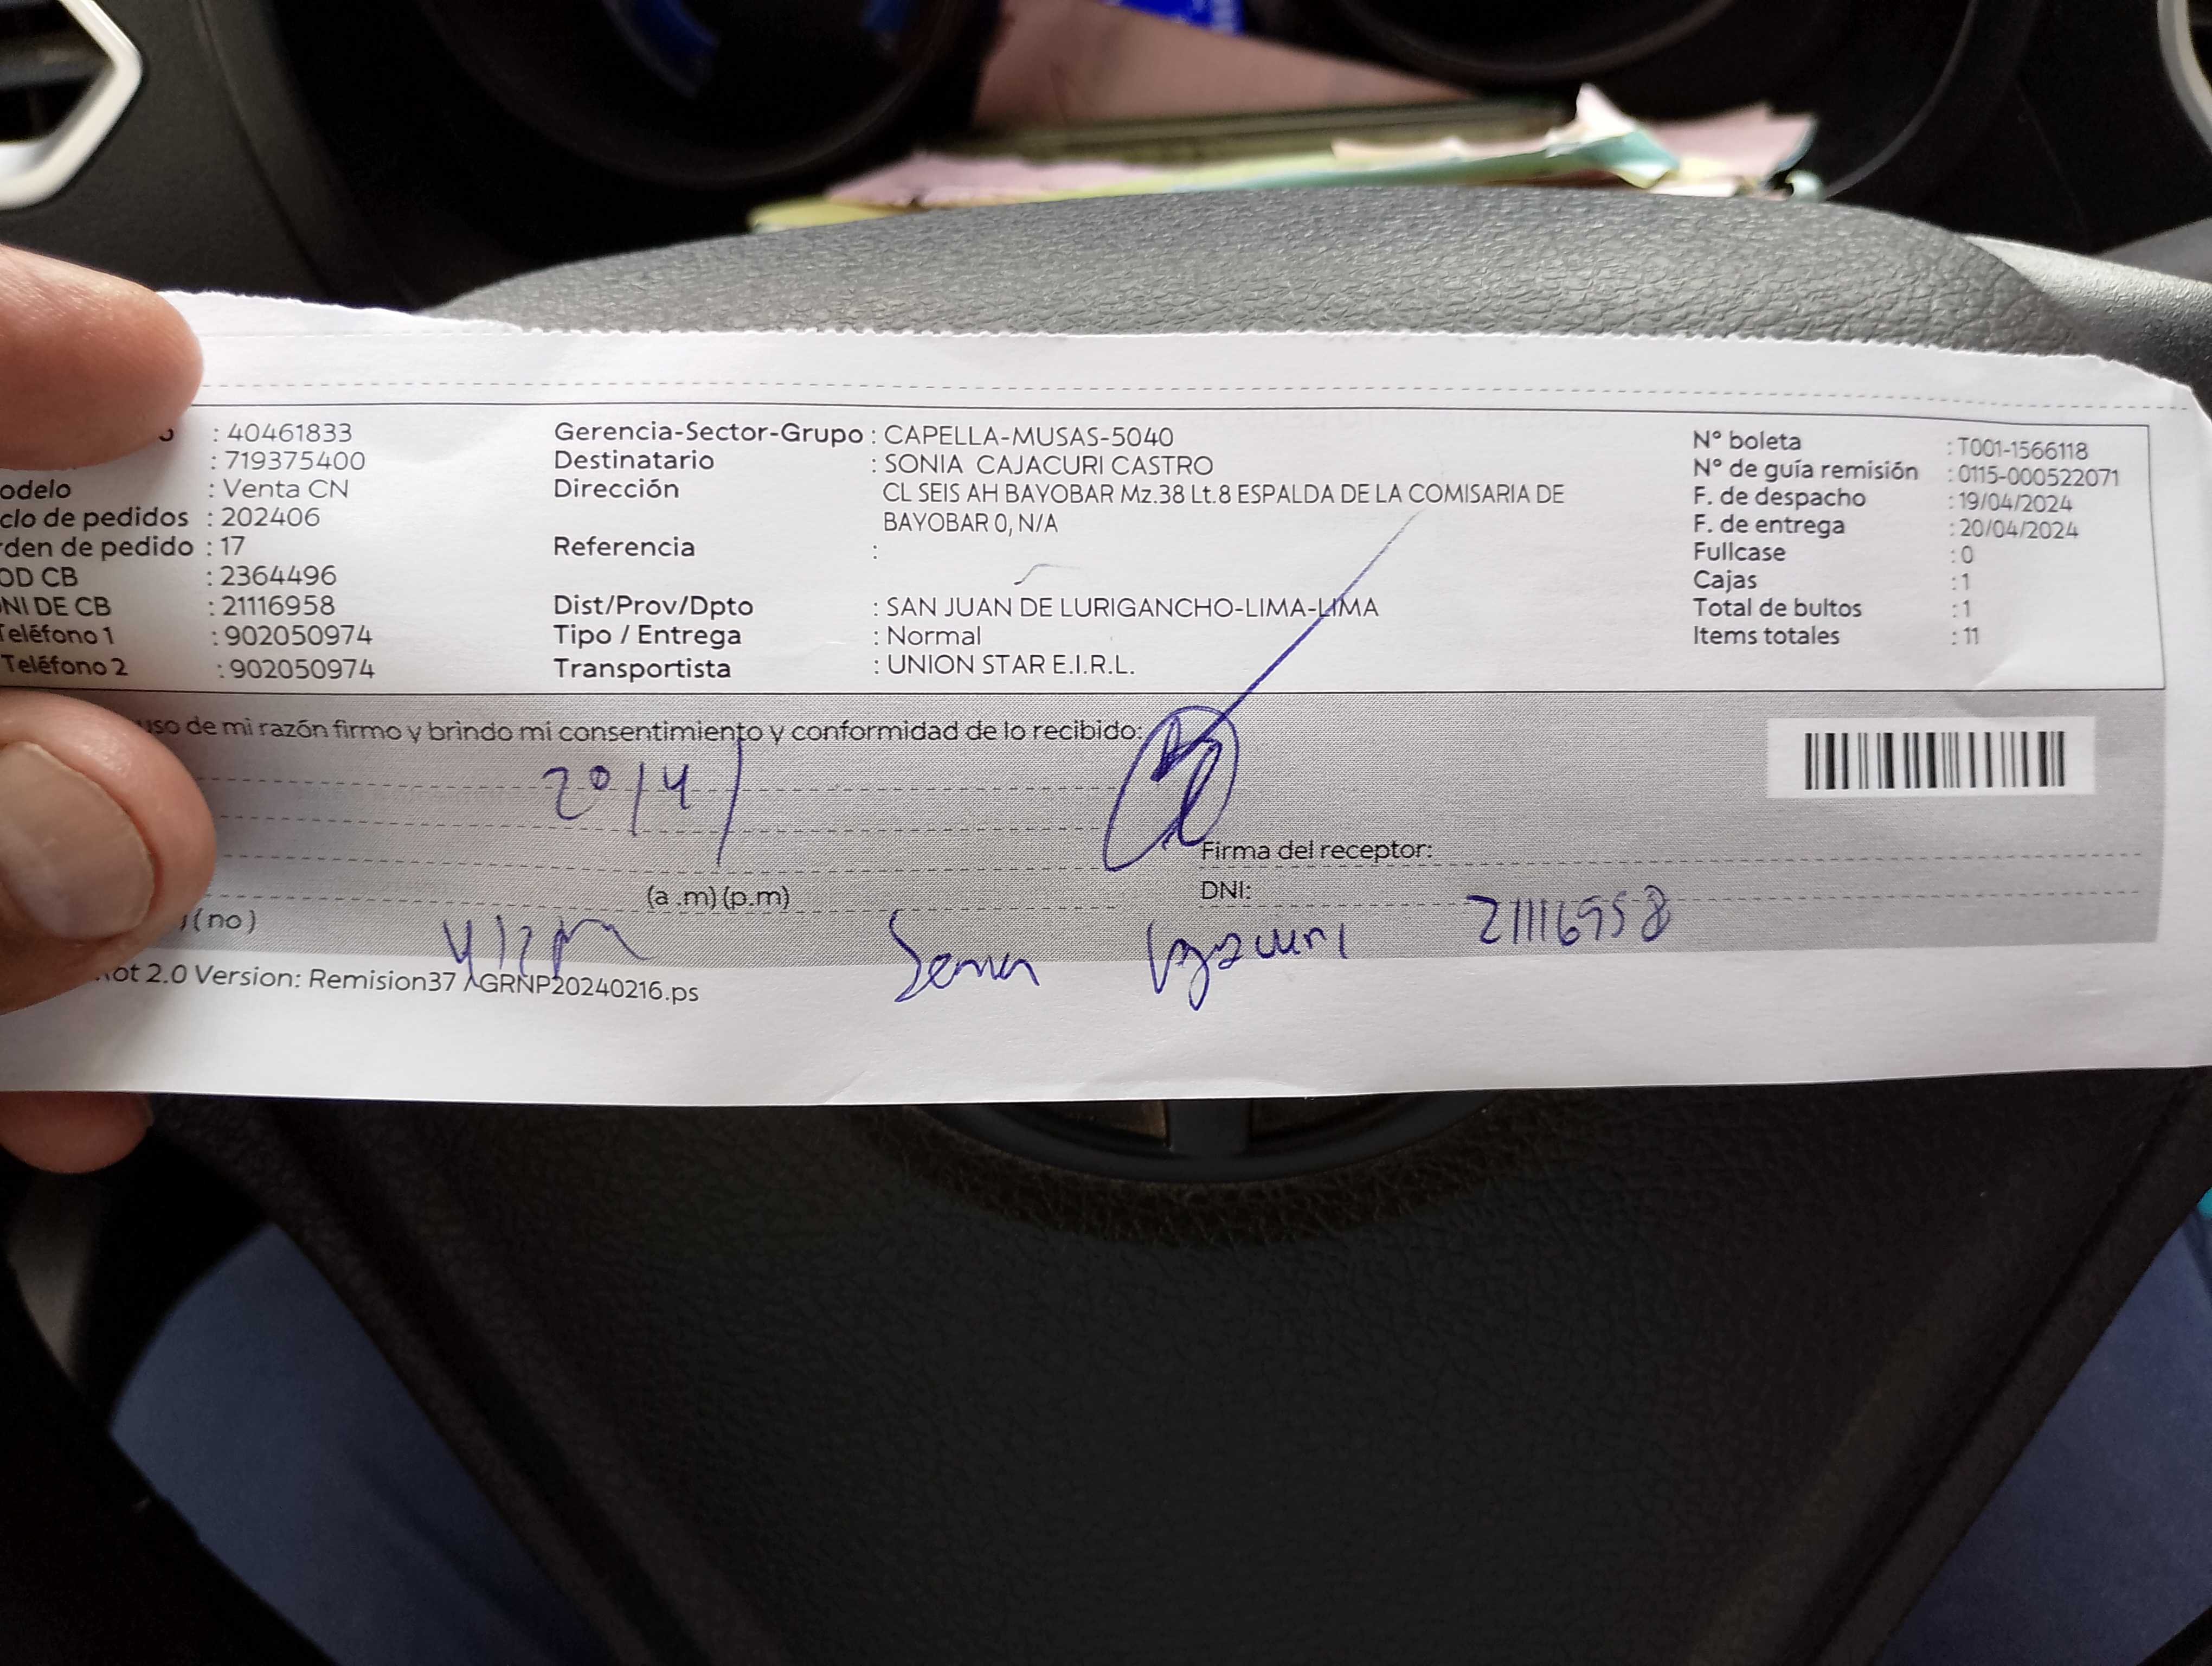 : 40461833 Gerencia-Sector-Grupo : CAPELLA-MUSAS-5040 N° boleta : T001-1566118
: 719375400 Destinatario : SONIA CAJACURI CASTRO N° de guía remisión : 0115-000522071
odelo : Venta CN Dirección CL SEIS AH BAYOBAR Mz.38 Lt.8 ESPALDA DE LA COMISARIA DE F. de despacho : 19/04/2024
clo de pedidos : 202406 BAYOBAR 0, N/A F. de entrega : 20/04/2024
rden de pedido : 17 Referencia : Fullcase : 0
OD CB : 2364496 Cajas : 1
NI DE CB : 21116958 Dist/Prov/Dpto : SAN JUAN DE LURIGANCHO-LIMA-LIMA Total de bultos : 1
Teléfono 1 : 902050974 Tipo / Entrega : Normal Items totales : 11
Teléfono 2 : 902050974 Transportista : UNION STAR E.I.R.L.
uso de mi razón firmo y brindo mi consentimiento y conformidad de lo recibido:
20/4/
Firma del receptor:
(a .m) (p.m) DNI:
(no) 21116958
ot 2.0 Version: Remision37 /GRNP20240216.ps